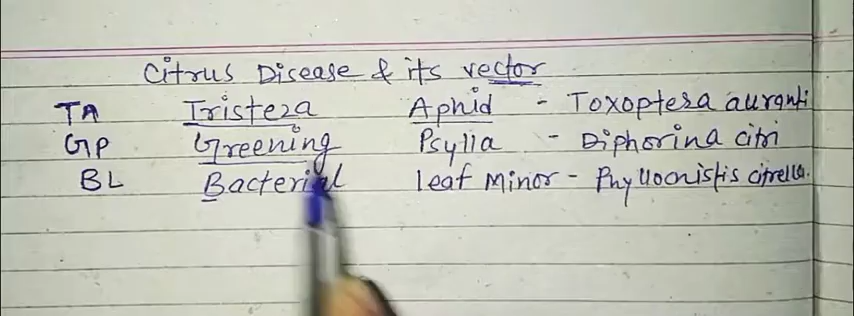 Citrus Disease & its vector
TA Tristeza Aphid - Toxoptera auranti
GP Greening Psylla - Diphorina citri
BL Bacterial leaf Minor - Phyllocnistis citrella.